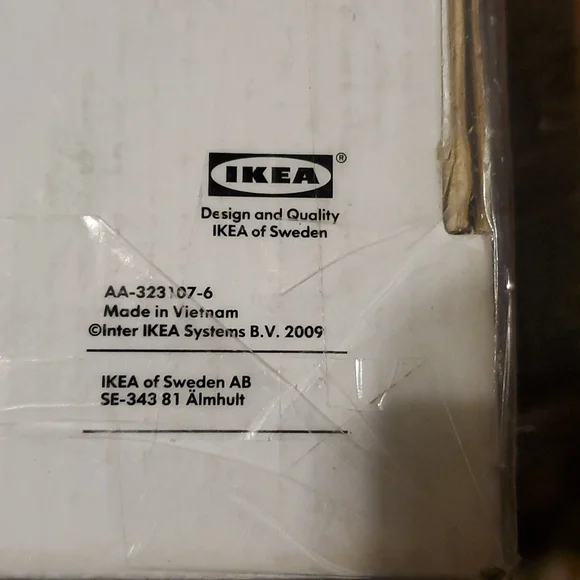 IKEA®
Design and Quality
IKEA of Sweden
AA-323107-6
Made in Vietnam
©Inter IKEA Systems B.V. 2009
IKEA of Sweden AB
SE-343 81 Älmhult